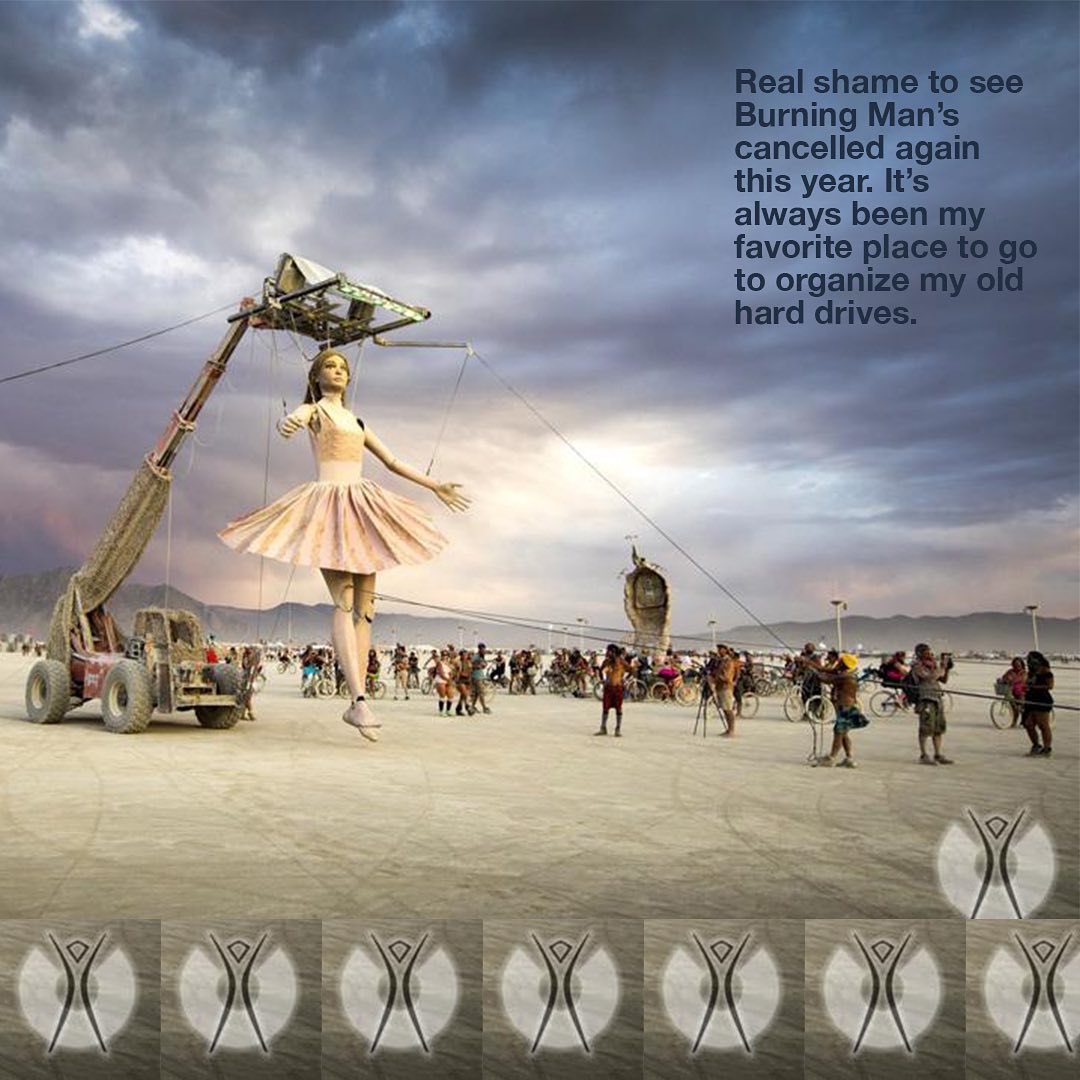 Real shame to see
Burning Man’s
cancelled again
this year. It’s
always been my
favorite place to go
to organize my old
hard drives.